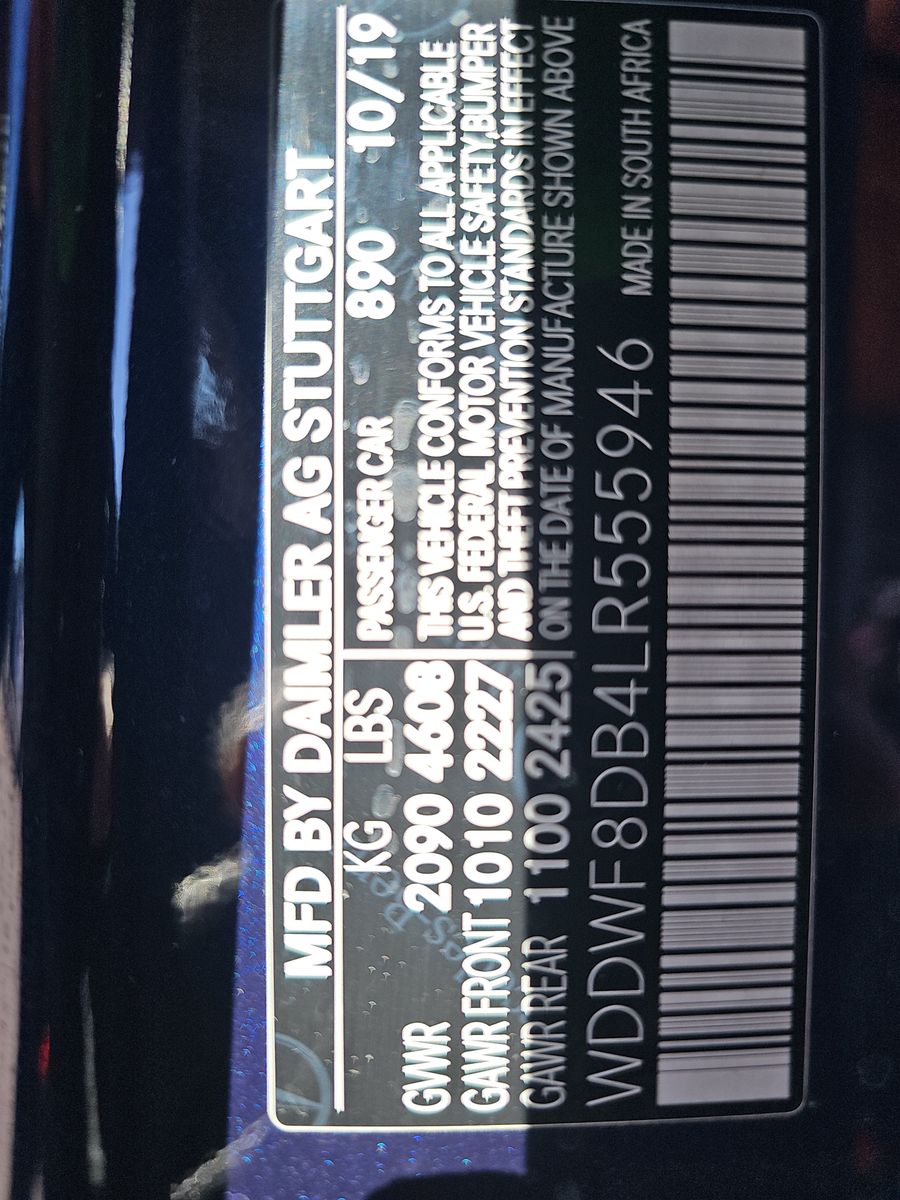 MFD BY DAIMLER AG STUTTGART
KG LBS PASSENGER CAR 890 10/19
GVWR 2090 4608 THIS VEHICLE CONFORMS TO ALL APPLICABLE
GAWR FRONT 1010 2227 U.S. FEDERAL MOTOR VEHICLE SAFETY,BUMPER
GAWR REAR 1100 2425 AND THEFT PREVENTION STANDARDS IN EFFECT
ON THE DATE OF MANUFACTURE SHOWN ABOVE
WDDWF8DB4LR555946 MADE IN SOUTH AFRICA